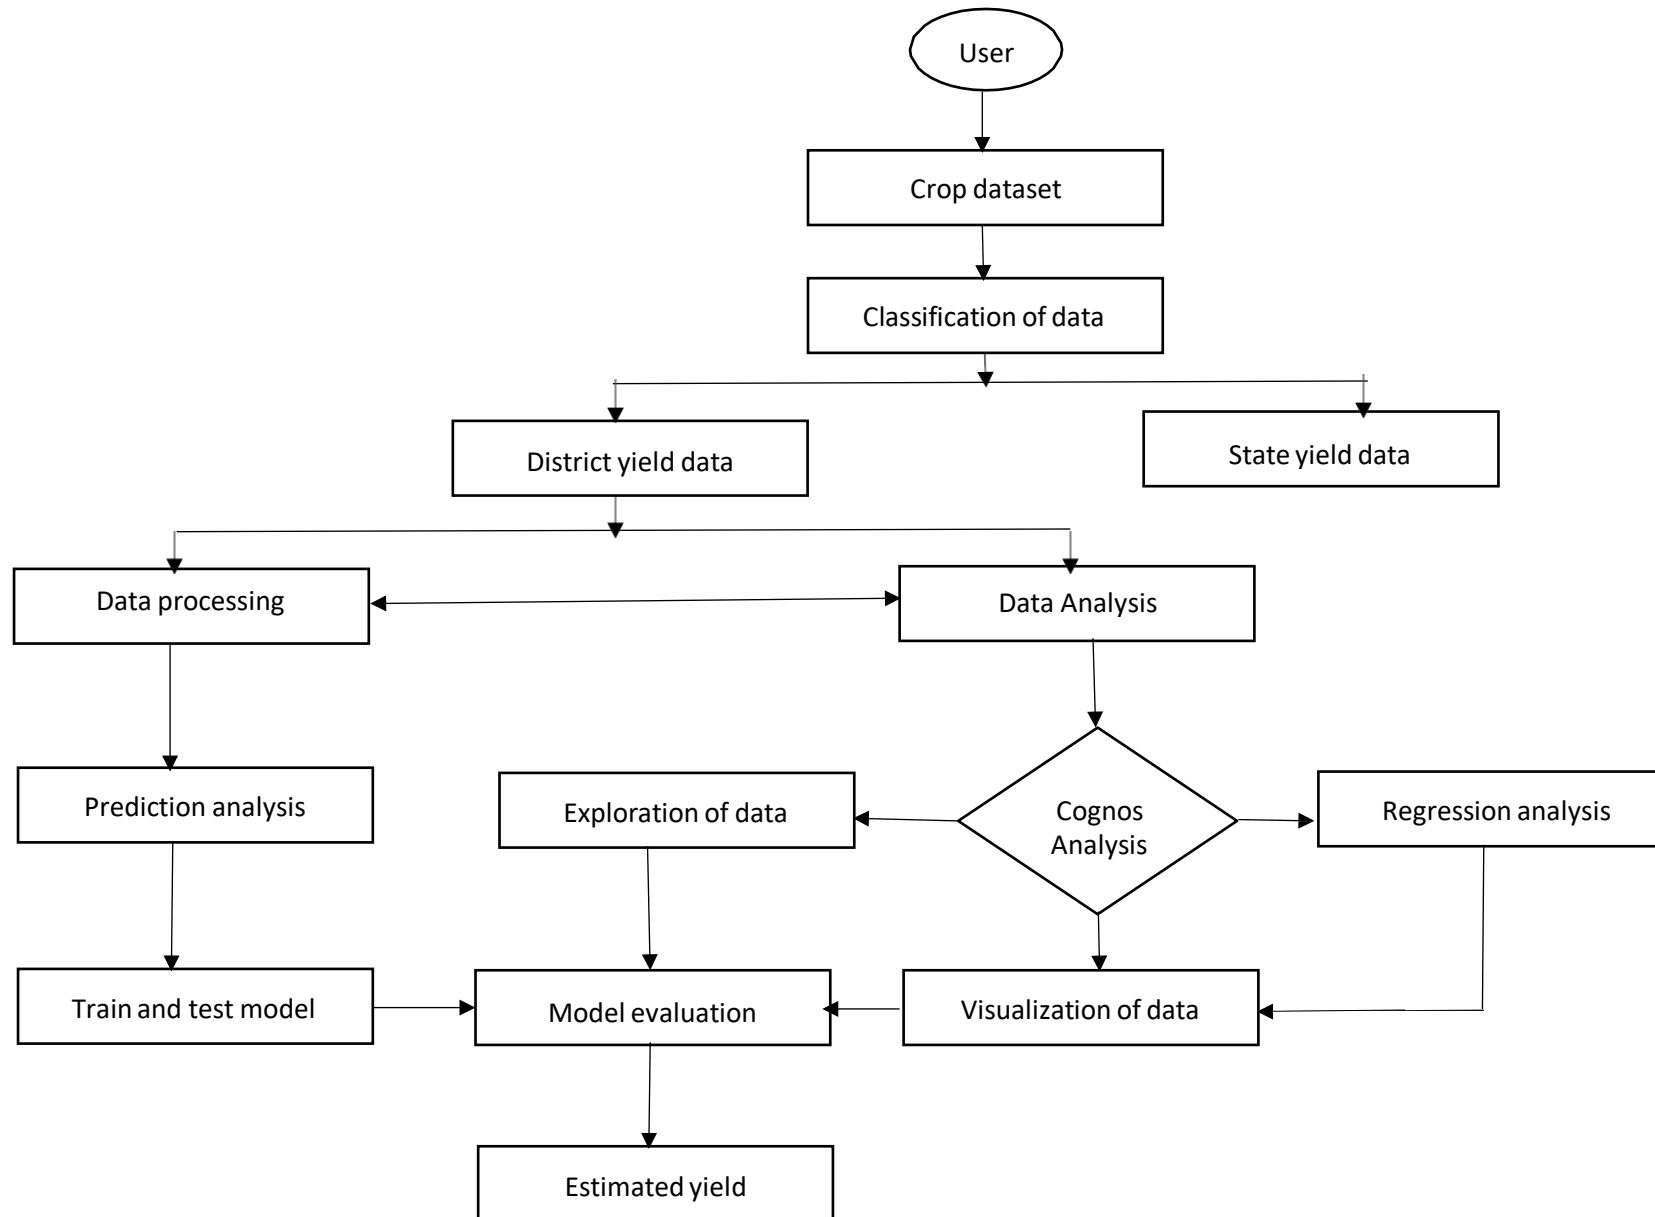 User
Crop dataset
Classification of data
District yield data
State yield data
Data processing
Data Analysis
Prediction analysis
Exploration of data
Cognos
Analysis
Regression analysis
Train and test model
Model evaluation
Visualization of data
Estimated yield